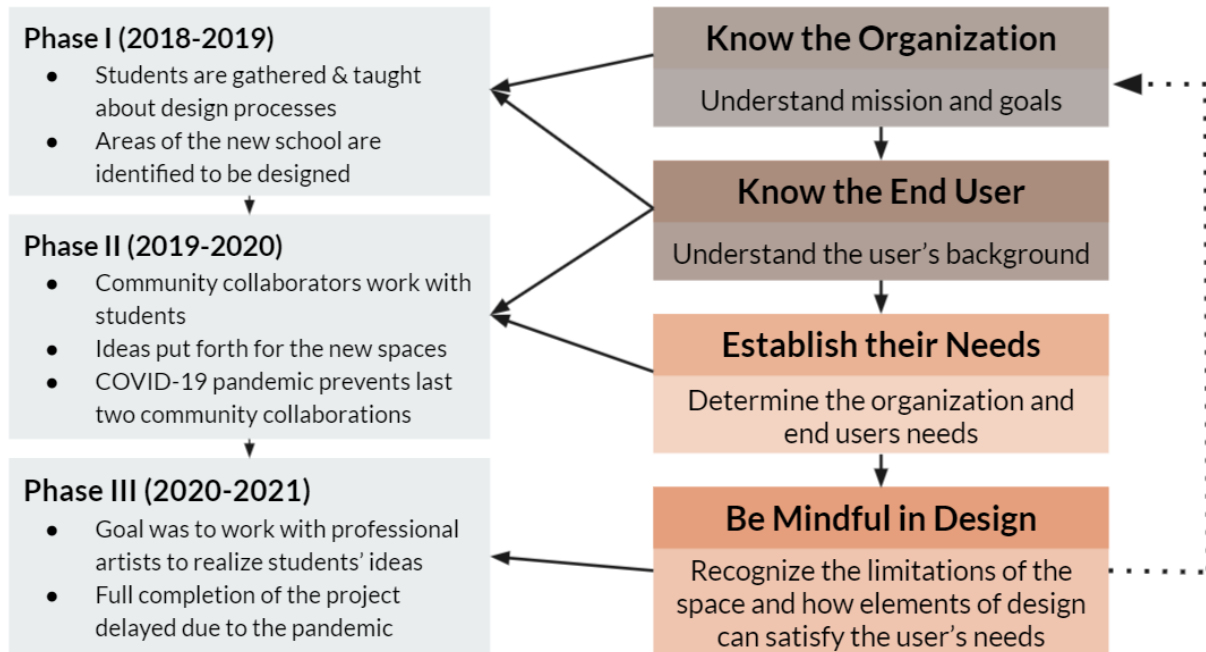 Phase I (2018-2019)
● Students are gathered & taught
about design processes
● Areas of the new school are
identified to be designed
Phase II (2019-2020)
● Community collaborators work with
students
● Ideas put forth for the new spaces
● COVID-19 pandemic prevents last
two community collaborations
Phase III (2020-2021)
● Goal was to work with professional
artists to realize students’ ideas
● Full completion of the project
delayed due to the pandemic
Know the Organization
Understand mission and goals
Know the End User
Understand the user’s background
Establish their Needs
Determine the organization and
end users needs
Be Mindful in Design
Recognize the limitations of the
space and how elements of design
can satisfy the user’s needs